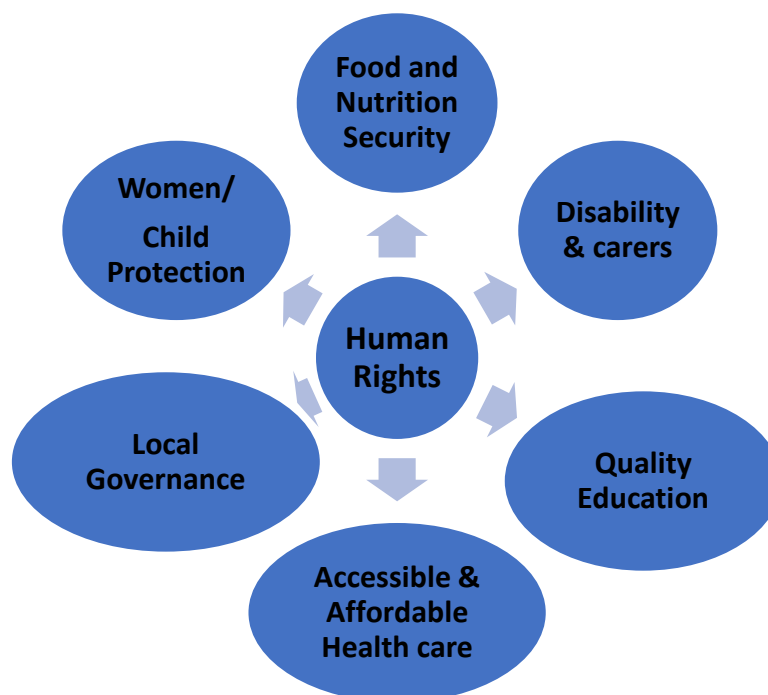 Food and
Nutrition
Security
Women/
Child
Protection
Disability
& carers
Human
Rights
Local
Governance
Quality
Education
Accessible &
Affordable
Health care